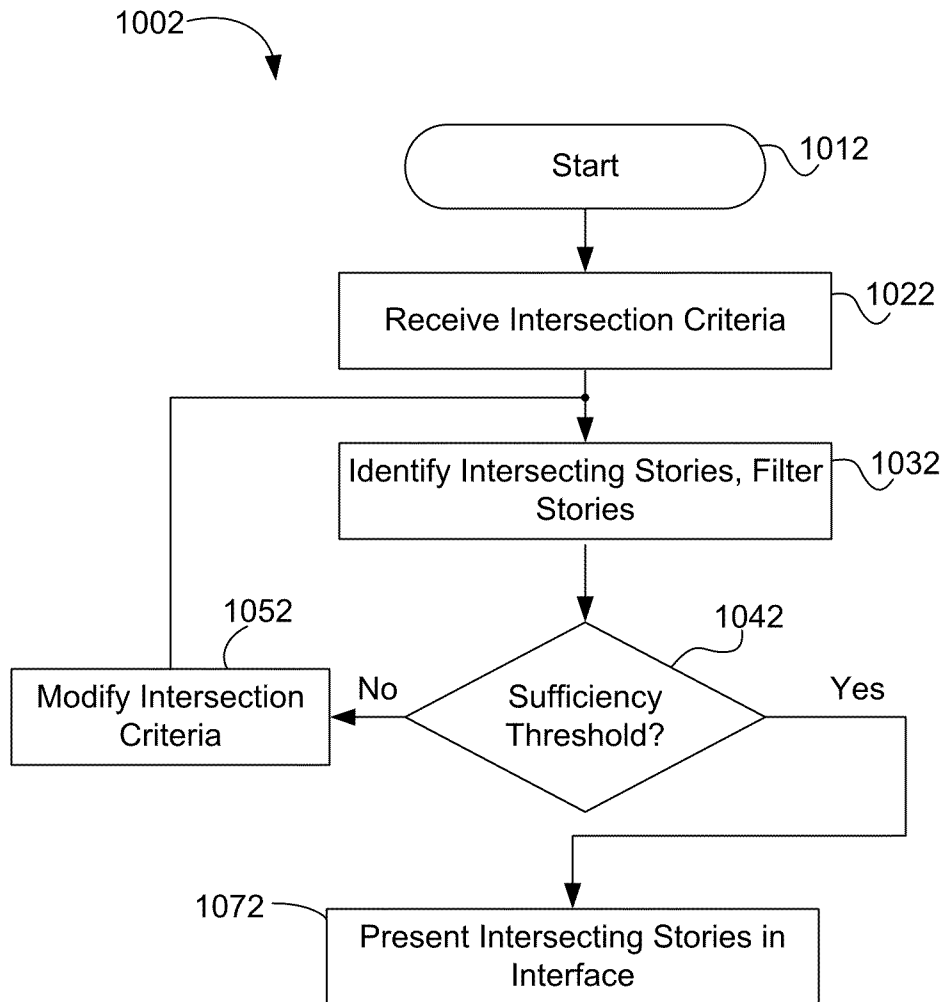 1002
Start
1012
Receive Intersection Criteria
1022
Identify Intersecting Stories, Filter
Stories
1032
1042
Sufficiency
Threshold?
No
Yes
1052
Modify Intersection
Criteria
1072
Present Intersecting Stories in
Interface